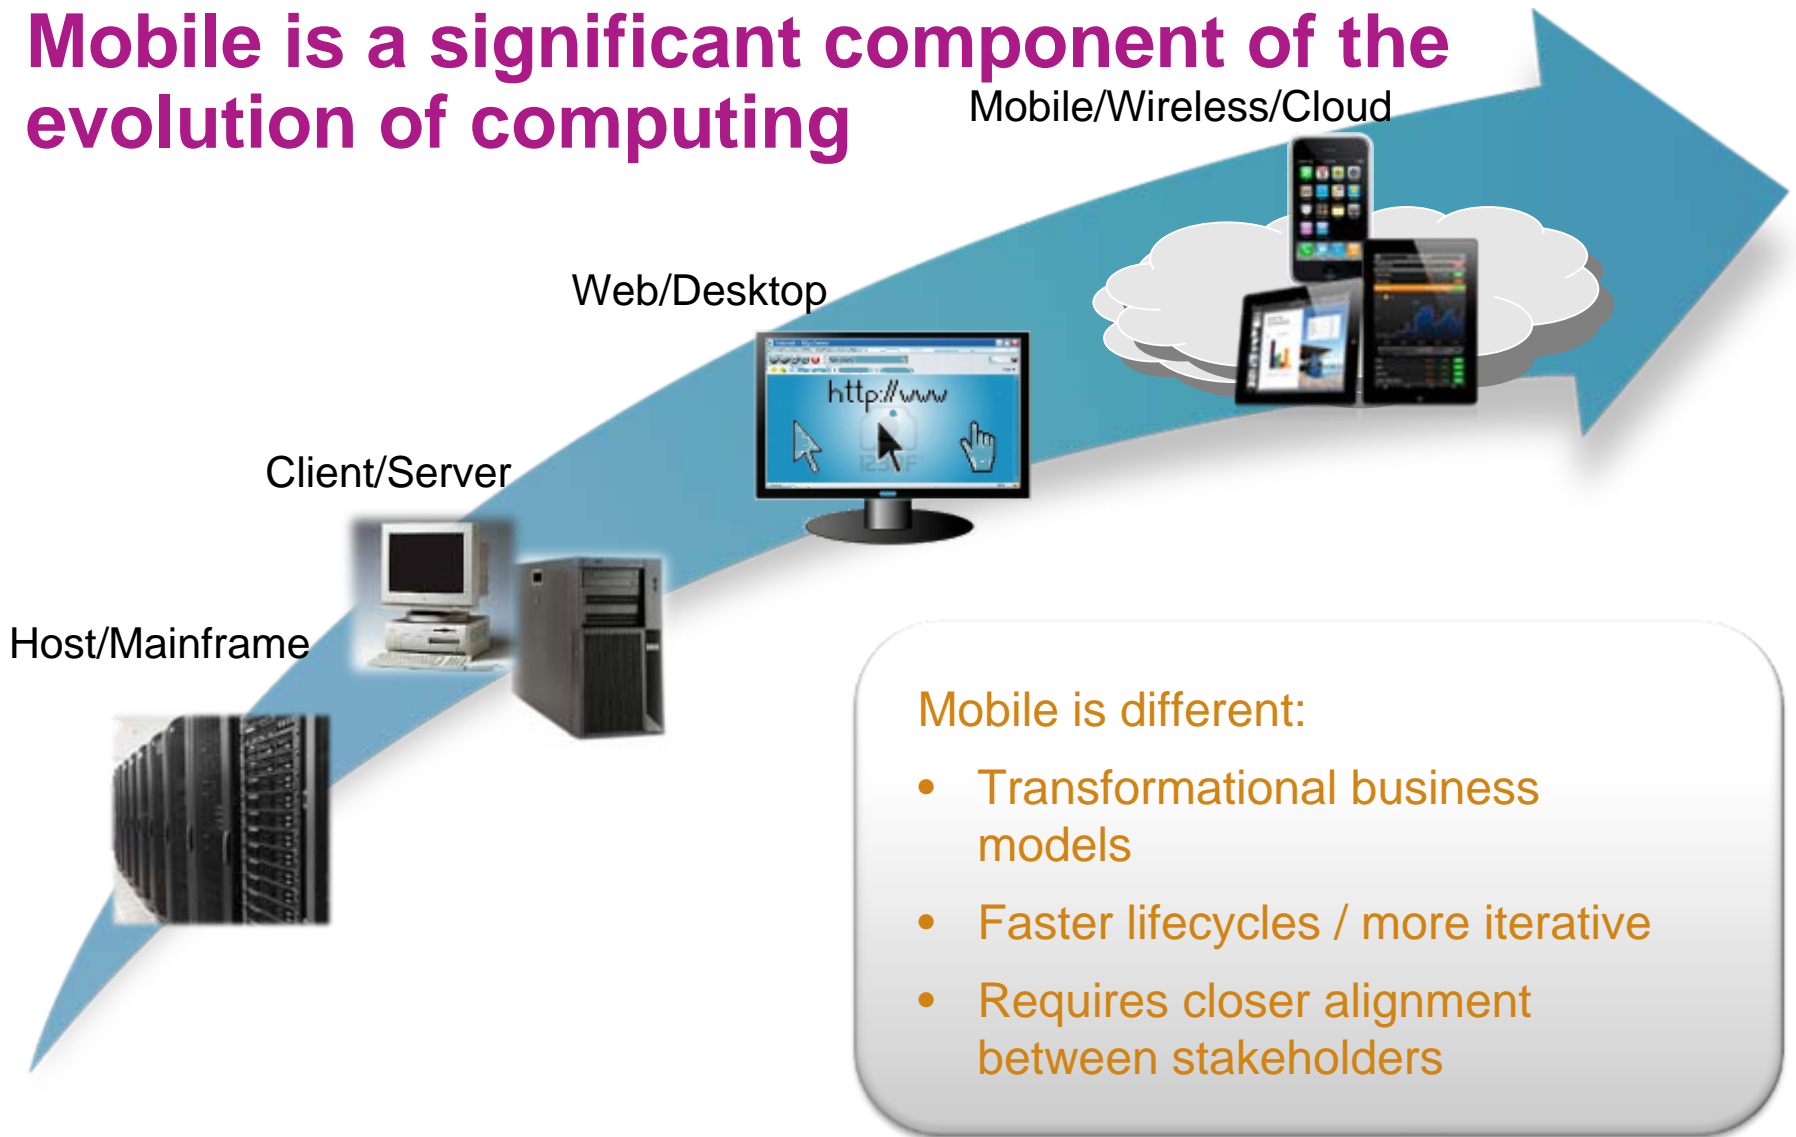 Mobile is a significant component of the
evolution of computing
Mobile/Wireless/Cloud
Web/Desktop
http://www
123RF
Client/Server
Host/Mainframe
Mobile is different:
• Transformational business
models
• Faster lifecycles / more iterative
• Requires closer alignment
between stakeholders